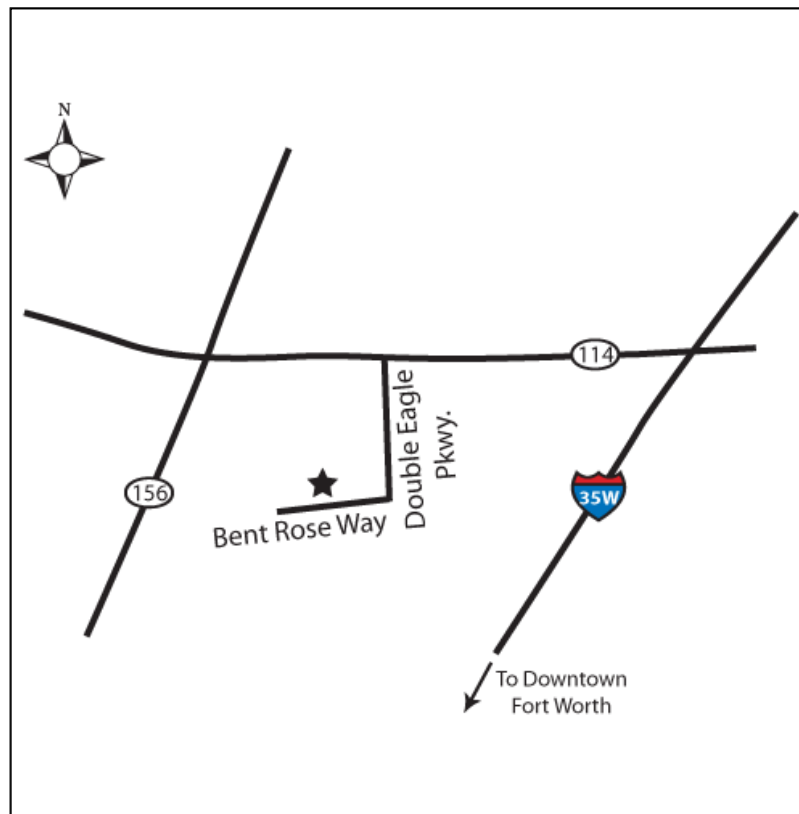 N
114
Double Eagle
Pkwy.
156
35W
Bent Rose Way
To Downtown
Fort Worth